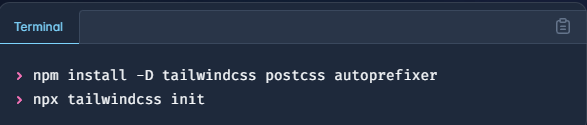 Terminal
> npm install -D tailwindcss postcss autoprefixer
> npx tailwindcss init